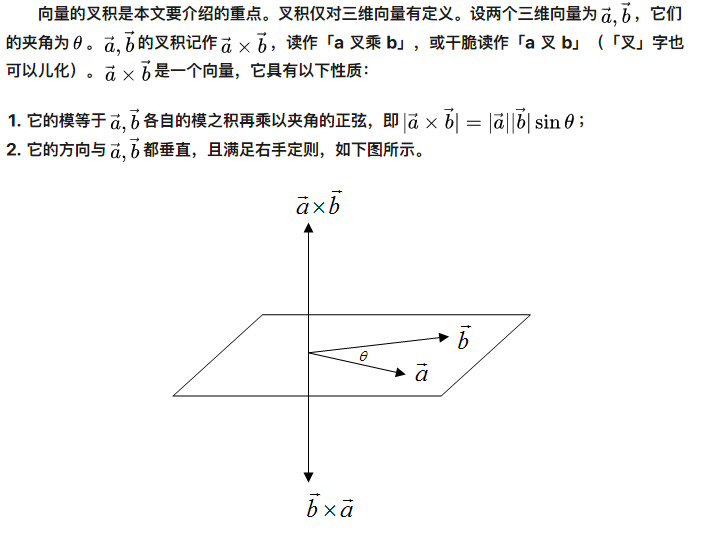 向量的叉积是本文要介绍的重点。叉积仅对三维向量有定义。设两个三维向量为 $\vec{a},\vec{b}$，它们
的夹角为 $\theta$ 。$\vec{a},\vec{b}$ 的叉积记作 $\vec{a}\times\vec{b}$，读作「a 叉乘 b」，或干脆读作「a 叉 b」（「叉」字也
可以儿化）。$\vec{a}\times\vec{b}$ 是一个向量，它具有以下性质：
1. 它的模等于 $\vec{a},\vec{b}$ 各自的模之积再乘以夹角的正弦，即 $|\vec{a}\times\vec{b}|=|\vec{a}||\vec{b}|\sin\theta$；
2. 它的方向与 $\vec{a},\vec{b}$ 都垂直，且满足右手定则，如下图所示。
$\vec{a}\times\vec{b}$
$\vec{b}$
$\theta$
$\vec{a}$
$\vec{b}\times\vec{a}$